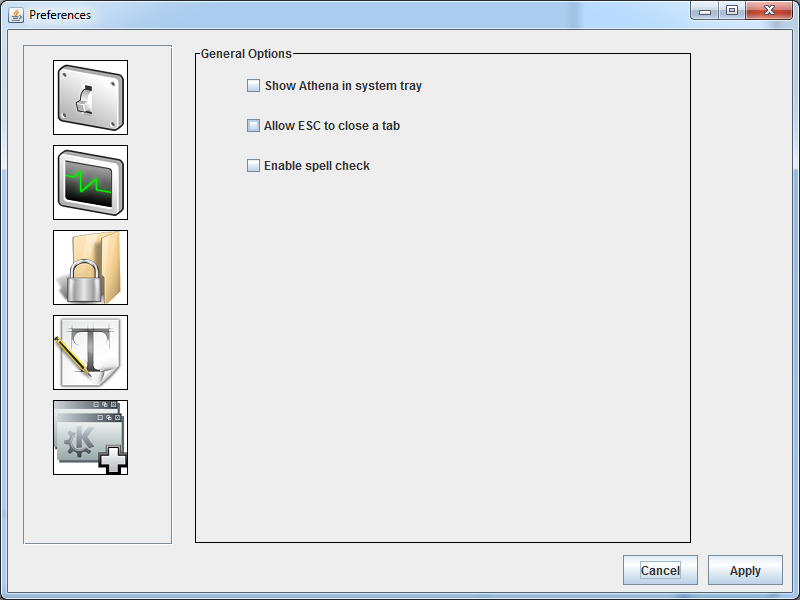 Preferences
General Options
Show Athena in system tray
Allow ESC to close a tab
Enable spell check
T
K
Cancel
Apply